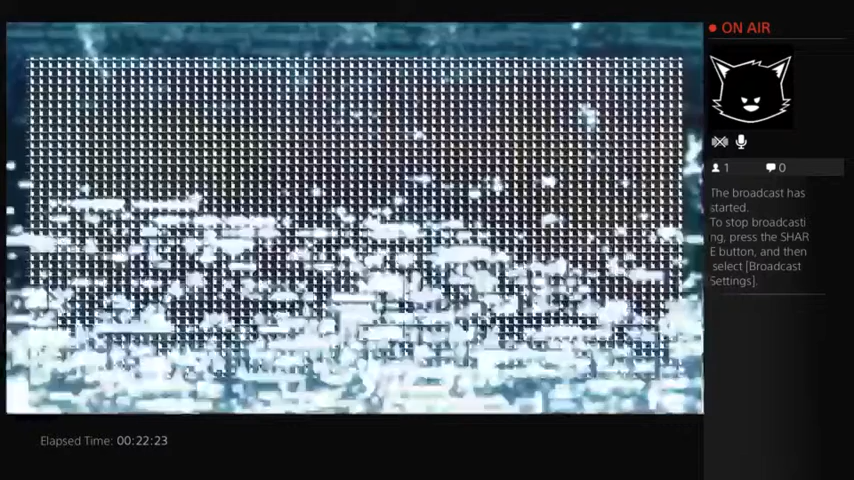 ON AIR
1 0
The broadcast has
started.
To stop broadcasti
ng, press the SHAR
E button, and then
select [Broadcast
Settings].
Elapsed Time: 00:22:23